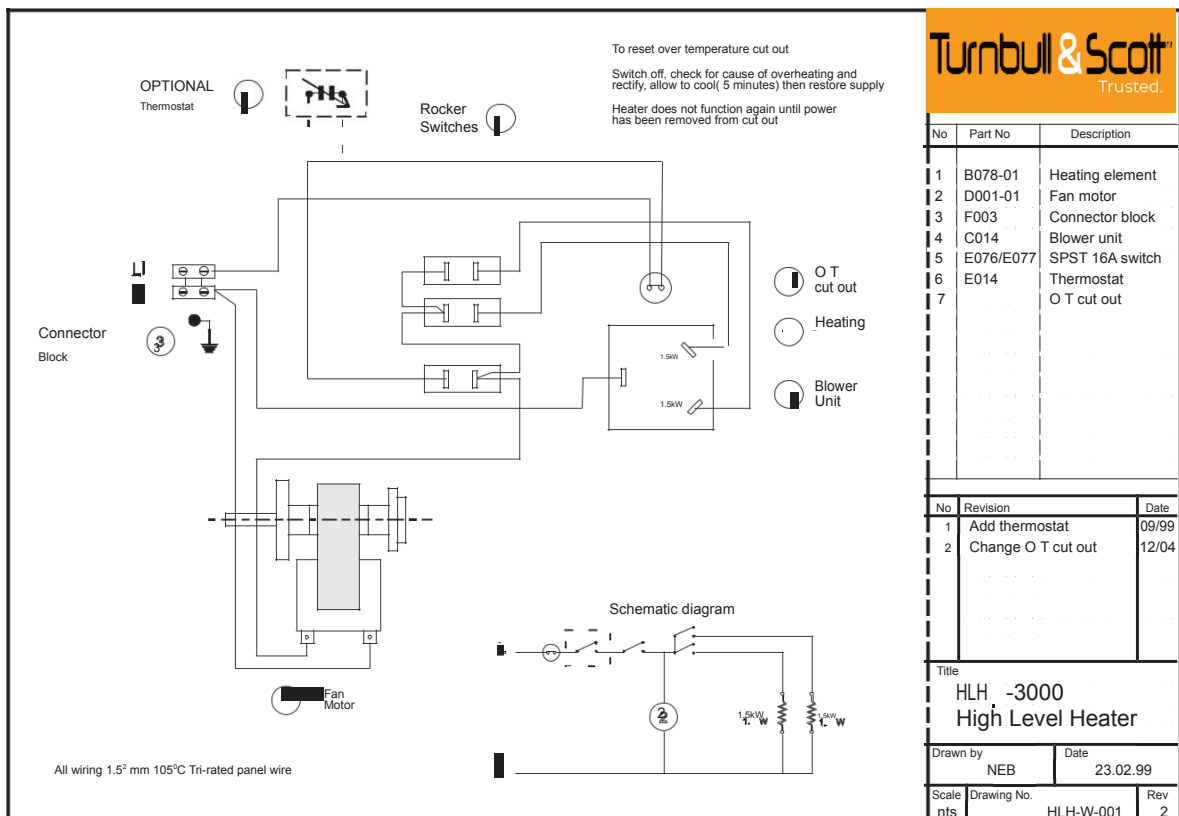 To reset over temperature cut out
Switch off, check for cause of overheating and
rectify, allow to cool( 5 minutes) then restore supply
Heater does not function again until power
has been removed from cut out
OPTIONAL
Thermostat
Rocker
Switches
O T
cut out
Heating
Blower
Unit
Connector
Block
3
1.5kW
1.5kW
Fan
Motor
Schematic diagram
2
1.5kW
1.5kW
All wiring 1.5² mm 105⁰C Tri-rated panel wire
Turnbull & Scott™
Trusted.
No Part No Description
1 B078-01 Heating element
2 D001-01 Fan motor
3 F003 Connector block
4 C014 Blower unit
5 E076/E077 SPST 16A switch
6 E014 Thermostat
7 O T cut out
No Revision Date
1 Add thermostat 09/99
2 Change O T cut out 12/04
Title
HLH -3000
High Level Heater
Drawn by Date
NEB 23.02.99
Scale Drawing No. Rev
nts HLH-W-001 2